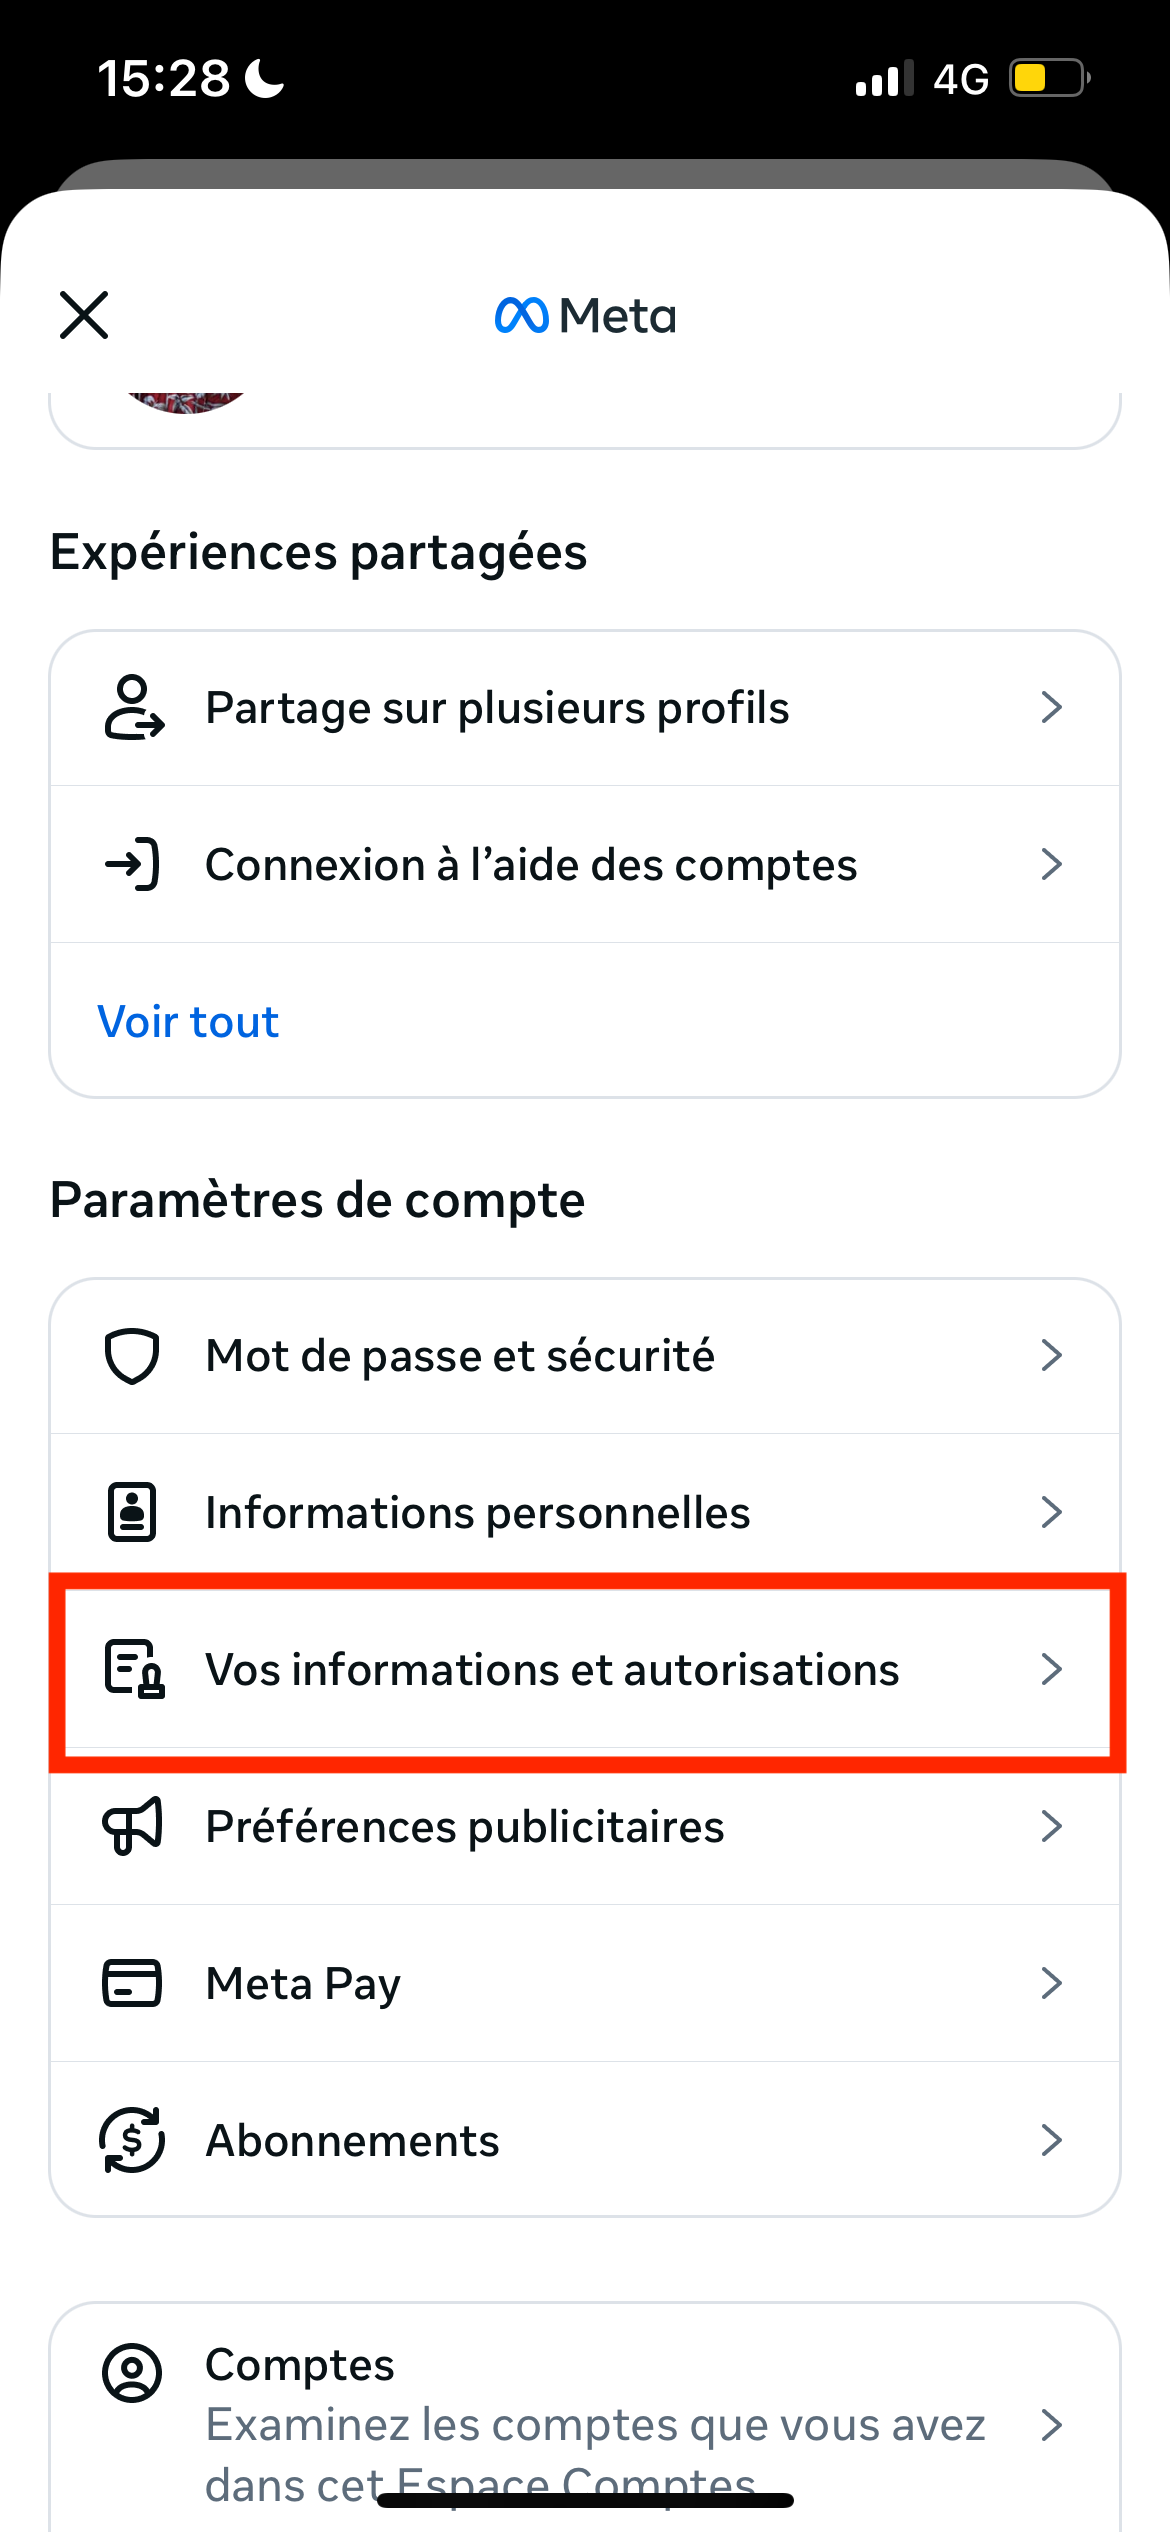 15:28
4G
Meta
Expériences partagées
Partage sur plusieurs profils
Connexion à l’aide des comptes
Voir tout
Paramètres de compte
Mot de passe et sécurité
Informations personnelles
Vos informations et autorisations
Préférences publicitaires
Meta Pay
Abonnements
Comptes
Examinez les comptes que vous avez
dans cet Espace Comptes